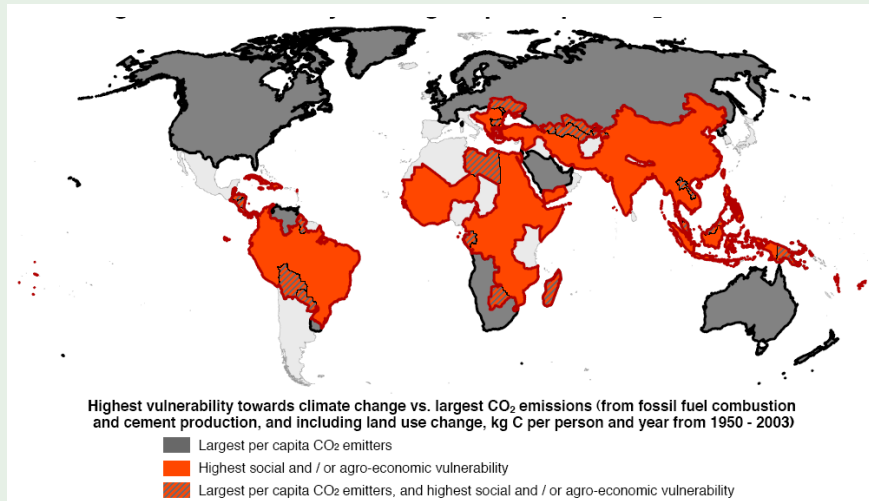 Highest vulnerability towards climate change vs. largest CO₂ emissions (from fossil fuel combustion
and cement production, and including land use change, kg C per person and year from 1950 - 2003)
Largest per capita CO₂ emitters
Highest social and / or agro-economic vulnerability
Largest per capita CO₂ emitters, and highest social and / or agro-economic vulnerability